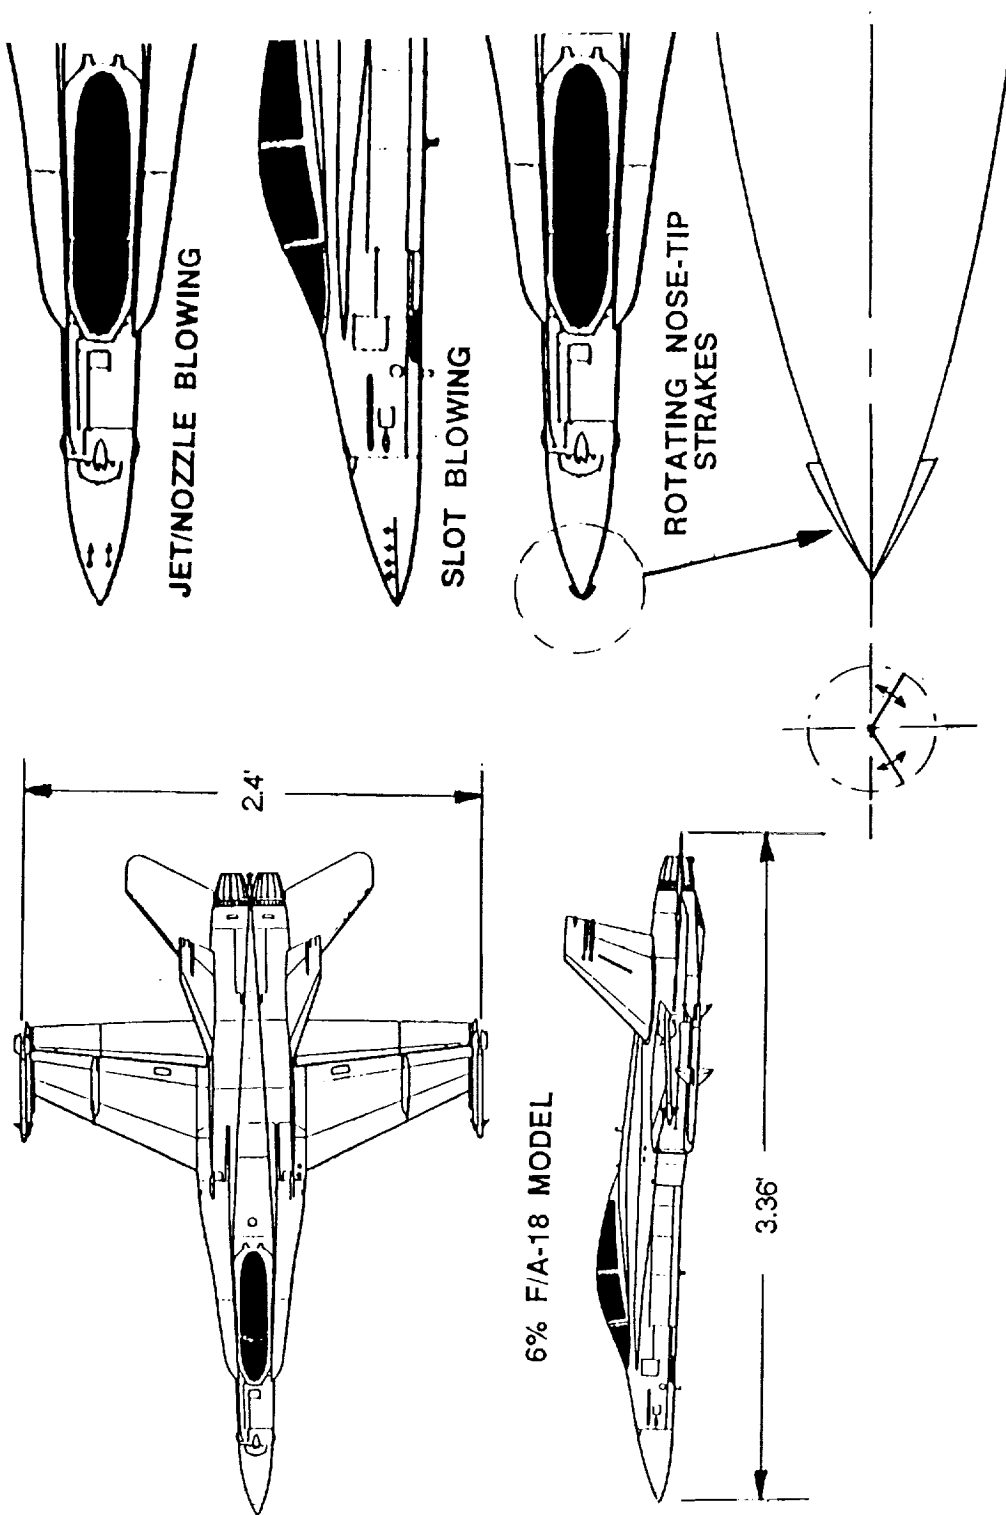 JET/NOZZLE BLOWING
SLOT BLOWING
ROTATING NOSE-TIP
STRAKES
2.4'
6% F/A-18 MODEL
3.36'